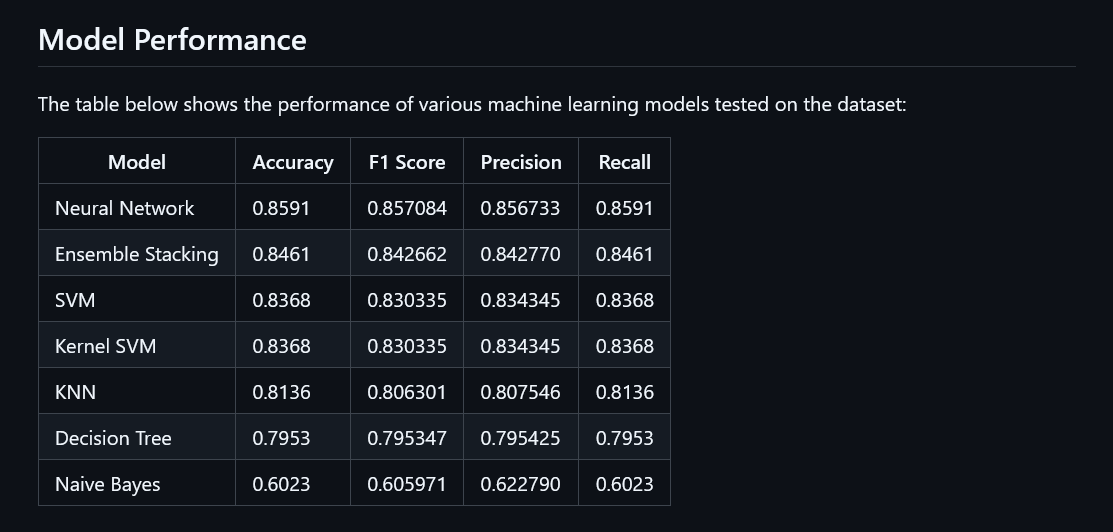 Model Performance
The table below shows the performance of various machine learning models tested on the dataset:
Model Accuracy F1 Score Precision Recall
Neural Network 0.8591 0.857084 0.856733 0.8591
Ensemble Stacking 0.8461 0.842662 0.842770 0.8461
SVM 0.8368 0.830335 0.834345 0.8368
Kernel SVM 0.8368 0.830335 0.834345 0.8368
KNN 0.8136 0.806301 0.807546 0.8136
Decision Tree 0.7953 0.795347 0.795425 0.7953
Naive Bayes 0.6023 0.605971 0.622790 0.6023